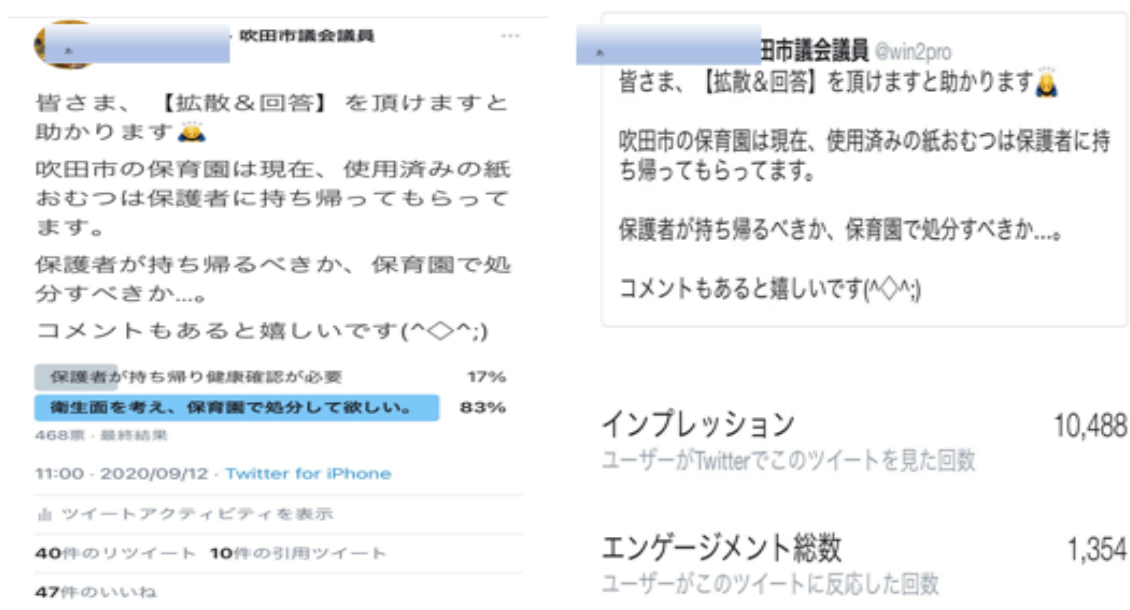 吹田市議会議員
皆さま、【拡散&回答】を頂けますと
助かります🙇
吹田市の保育園は現在、使用済みの紙
おむつは保護者に持ち帰ってもらって
ます。
保護者が持ち帰るべきか、保育園で処
分すべきか...。
コメントもあると嬉しいです(^◇^;)
保護者が持ち帰り健康確認が必要 17%
衛生面を考え、保育園で処分して欲しい。 83%
468票 · 最終結果
11:00 · 2020/09/12 · Twitter for iPhone
ツイートアクティビティを表示
40件のリツイート 10件の引用ツイート
47件のいいね
田市議会議員 @win2pro
皆さま、【拡散&回答】を頂けますと助かります🙇
吹田市の保育園は現在、使用済みの紙おむつは保護者に持
ち帰ってもらってます。
保護者が持ち帰るべきか、保育園で処分すべきか...。
コメントもあると嬉しいです(^◇^;)
インプレッション 10,488
ユーザーがTwitterでこのツイートを見た回数
エンゲージメント総数 1,354
ユーザーがこのツイートに反応した回数